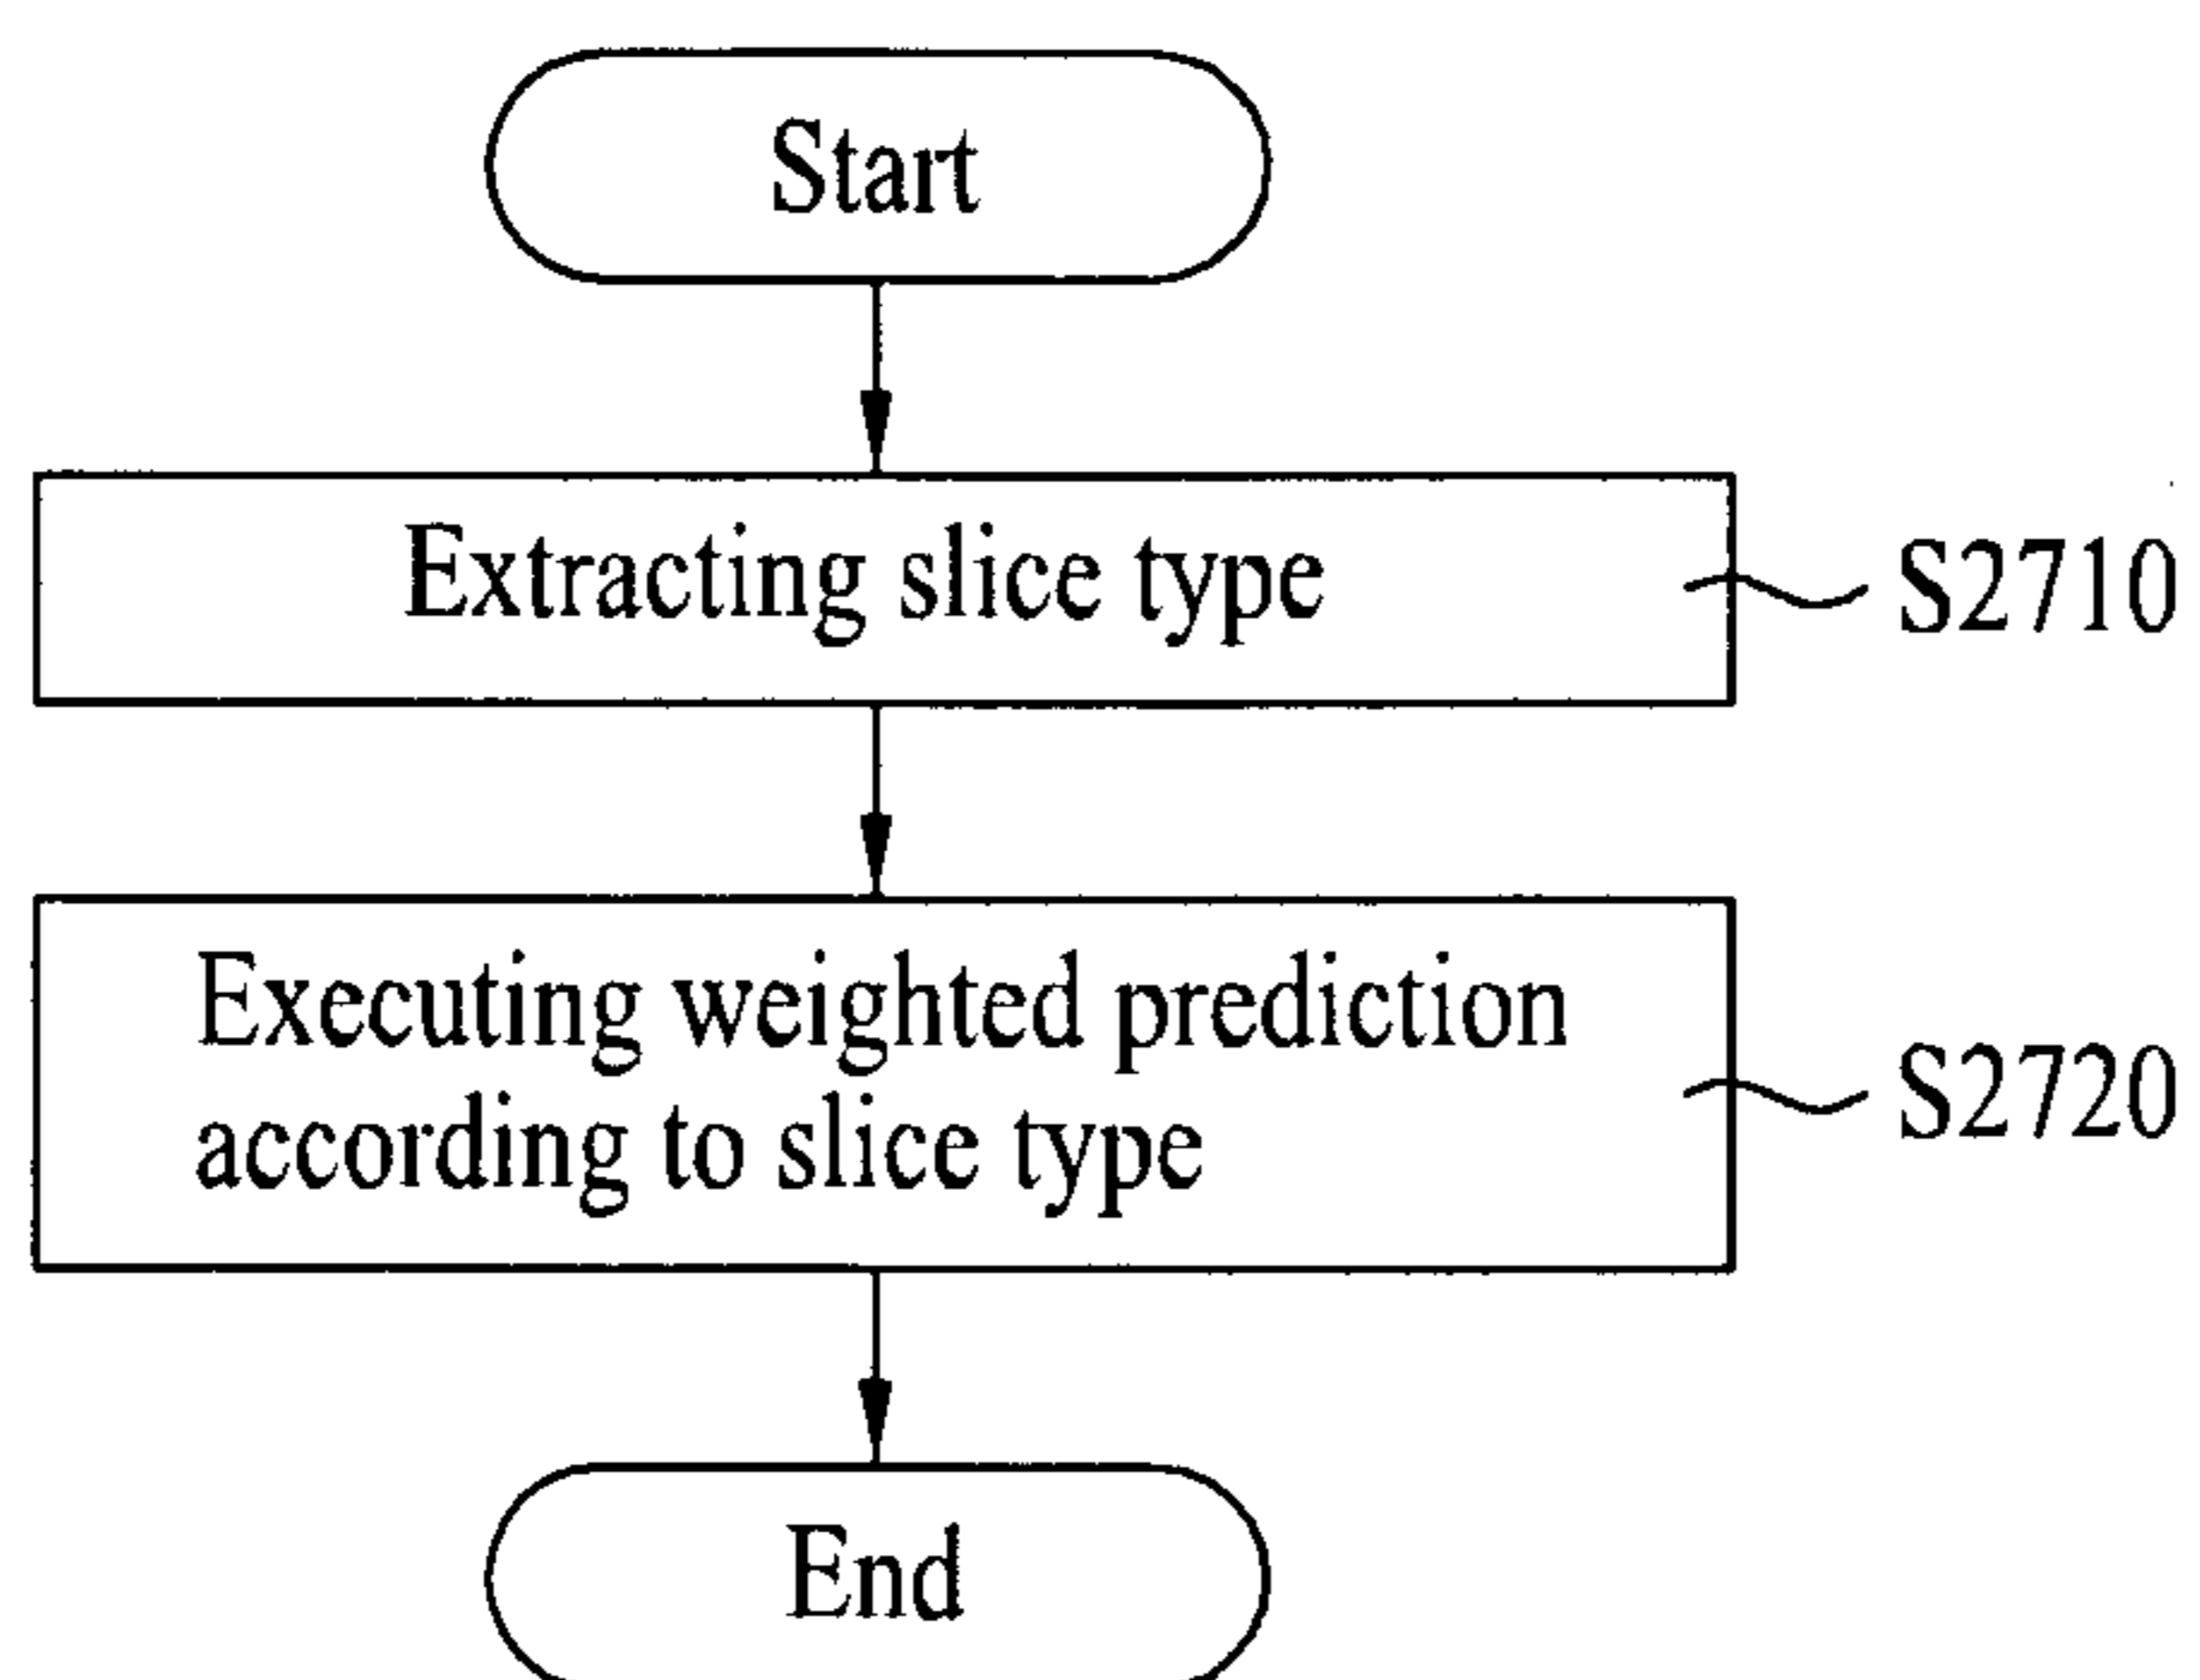 Start
Extracting slice type
S2710
Executing weighted prediction
according to slice type
S2720
End